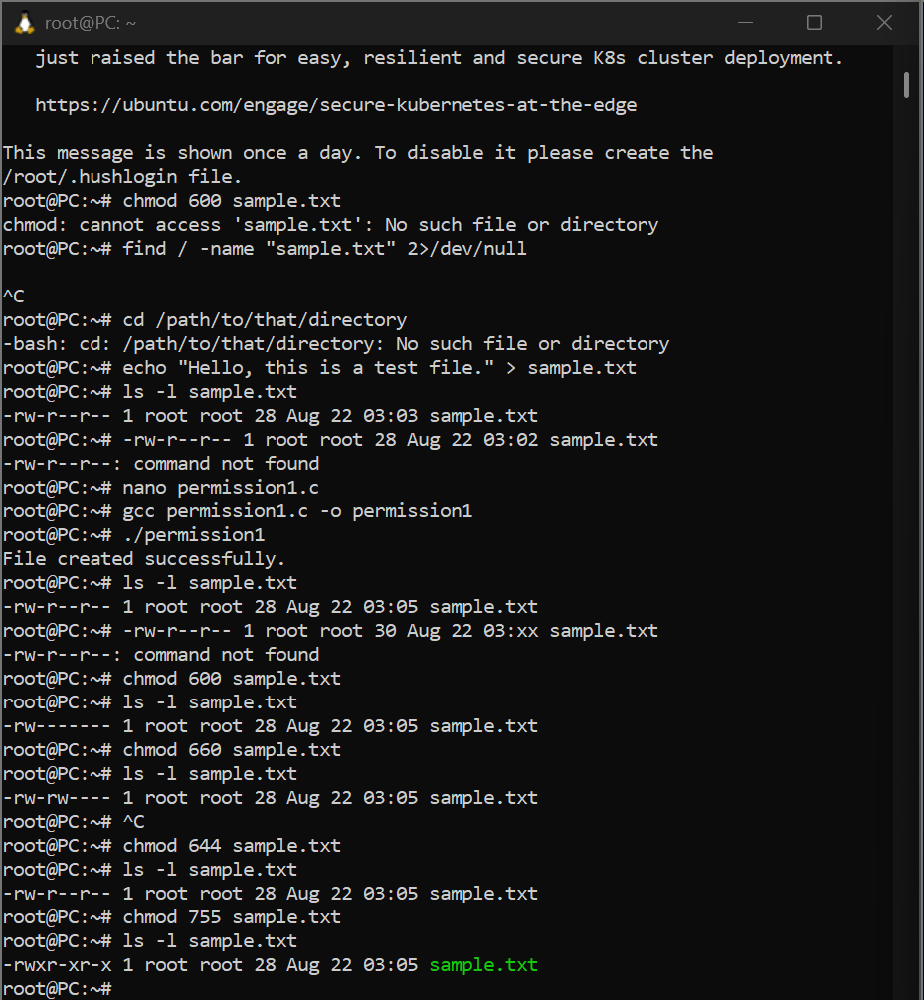 root@PC: ~
just raised the bar for easy, resilient and secure K8s cluster deployment.
https://ubuntu.com/engage/secure-kubernetes-at-the-edge
This message is shown once a day. To disable it please create the
/root/.hushlogin file.
root@PC:~# chmod 600 sample.txt
chmod: cannot access 'sample.txt': No such file or directory
root@PC:~# find / -name "sample.txt" 2>/dev/null
^C
root@PC:~# cd /path/to/that/directory
-bash: cd: /path/to/that/directory: No such file or directory
root@PC:~# echo "Hello, this is a test file." > sample.txt
root@PC:~# ls -l sample.txt
-rw-r--r-- 1 root root 28 Aug 22 03:03 sample.txt
root@PC:~# -rw-r--r-- 1 root root 28 Aug 22 03:02 sample.txt
-rw-r--r--: command not found
root@PC:~# nano permission1.c
root@PC:~# gcc permission1.c -o permission1
root@PC:~# ./permission1
File created successfully.
root@PC:~# ls -l sample.txt
-rw-r--r-- 1 root root 28 Aug 22 03:05 sample.txt
root@PC:~# -rw-r--r-- 1 root root 30 Aug 22 03:xx sample.txt
-rw-r--r--: command not found
root@PC:~# chmod 600 sample.txt
root@PC:~# ls -l sample.txt
-rw------- 1 root root 28 Aug 22 03:05 sample.txt
root@PC:~# chmod 660 sample.txt
root@PC:~# ls -l sample.txt
-rw-rw---- 1 root root 28 Aug 22 03:05 sample.txt
root@PC:~# ^C
root@PC:~# chmod 644 sample.txt
root@PC:~# ls -l sample.txt
-rw-r--r-- 1 root root 28 Aug 22 03:05 sample.txt
root@PC:~# chmod 755 sample.txt
root@PC:~# ls -l sample.txt
-rwxr-xr-x 1 root root 28 Aug 22 03:05 sample.txt
root@PC:~#